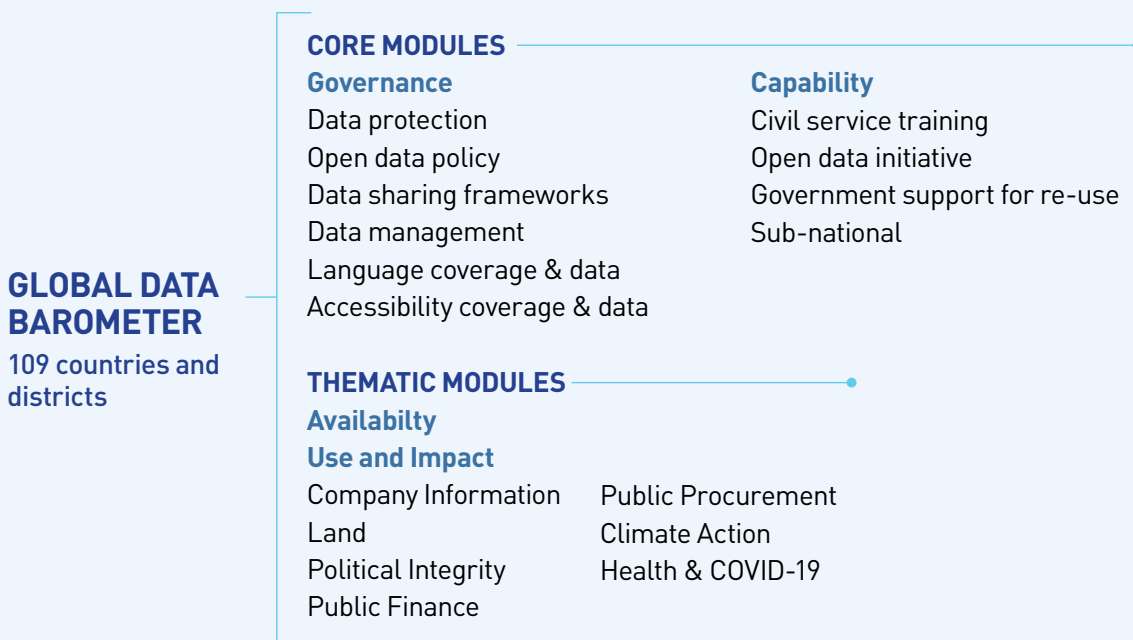 GLOBAL DATA
BAROMETER
109 countries and
districts
CORE MODULES
Governance
Data protection
Open data policy
Data sharing frameworks
Data management
Language coverage & data
Accessibility coverage & data
Capability
Civil service training
Open data initiative
Government support for re-use
Sub-national
THEMATIC MODULES
Availabilty
Use and Impact
Company Information
Land
Political Integrity
Public Finance
Public Procurement
Climate Action
Health & COVID-19